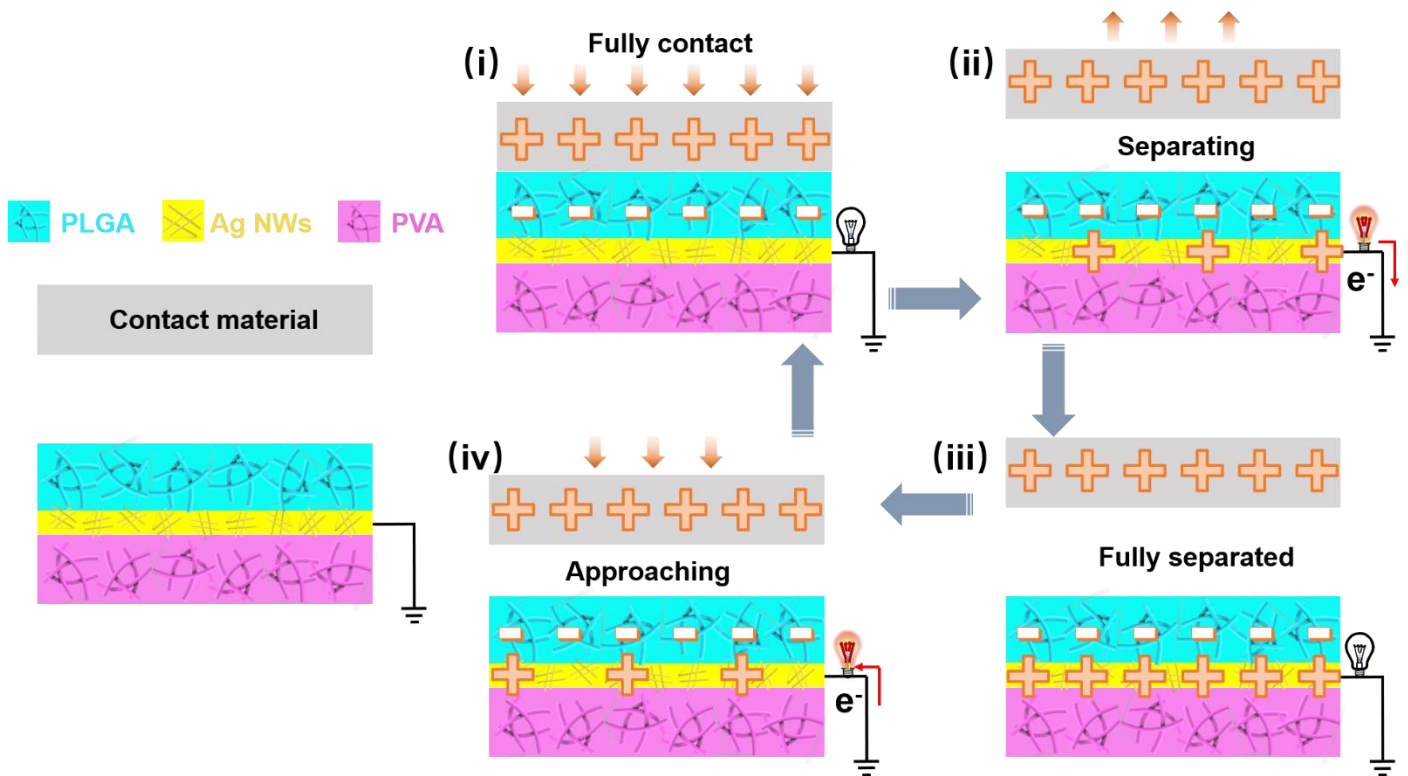 PLGA
Ag NWs
PVA
Contact material
(i)
Fully contact
(ii)
Separating
e-
(iii)
Fully separated
(iv)
Approaching
e-